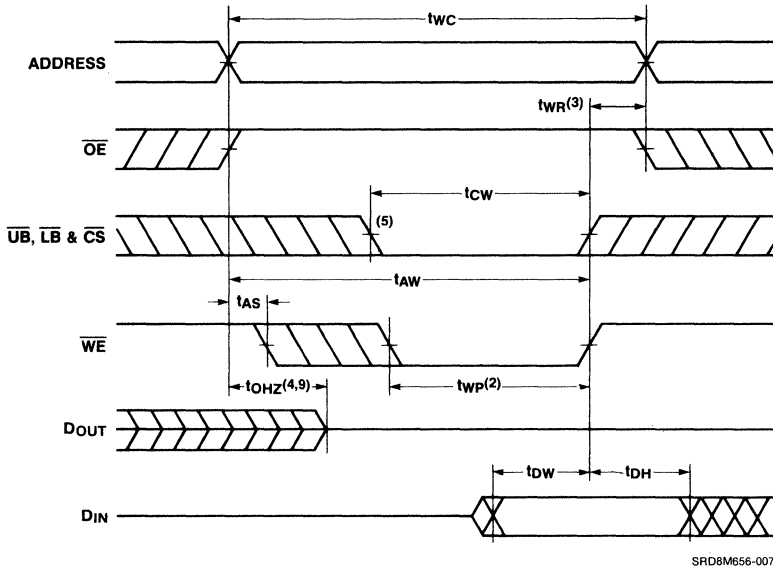 tWC
ADDRESS
tWR(3)
OE
tCW
UB, LB & CS
(5)
tAW
tAS
WE
tOHZ(4,9)
tWP(2)
DOUT
tDW
tDH
DIN
SRD8M656-007